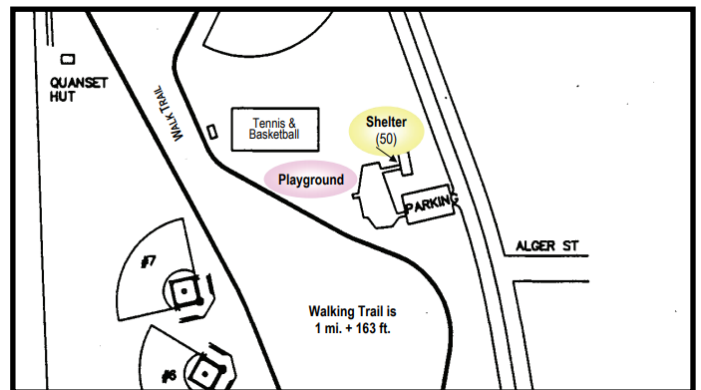 QUANSET
HUT
WALK TRAIL
Tennis &
Basketball
Shelter
(50)
Playground
PARKING
ALGER ST
#7
Walking Trail is
1 mi. + 163 ft.
#6